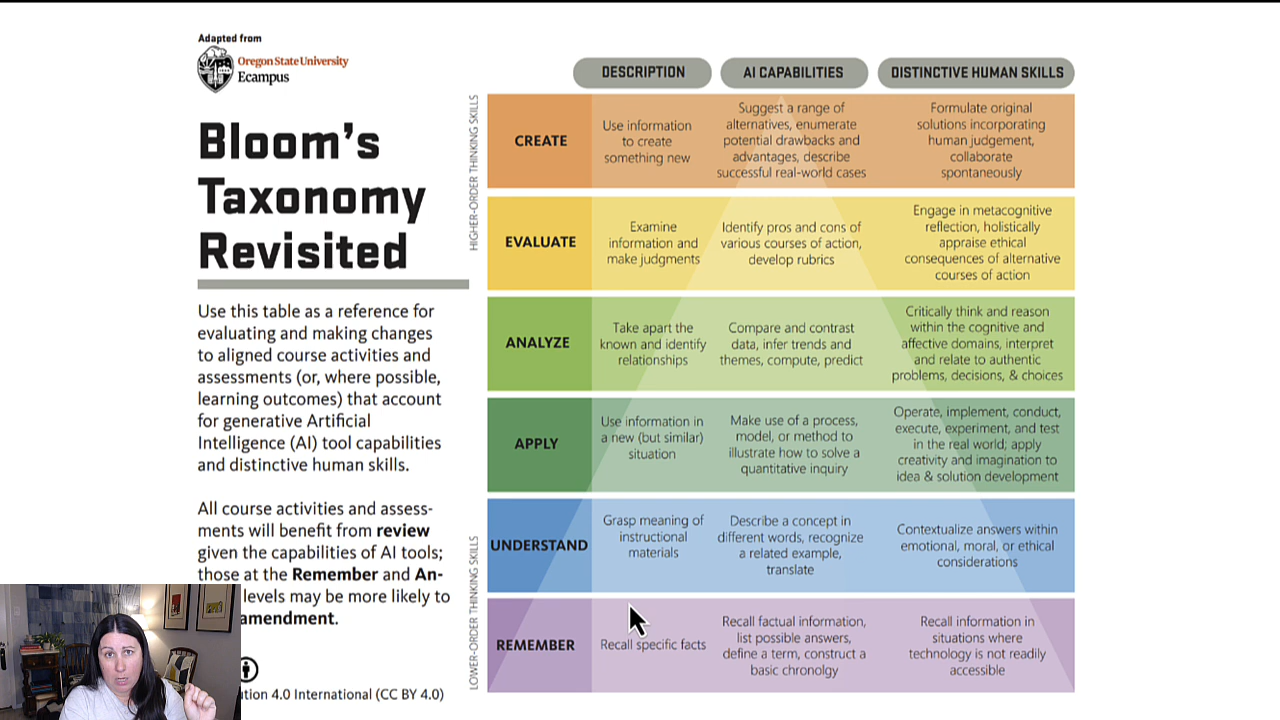 Adapted from
Oregon State University
Ecampus
Bloom's
Taxonomy
Revisited
Use this table as a reference for
evaluating and making changes
to aligned course activities and
assessments (or, where possible,
learning outcomes) that account
for generative Artificial
Intelligence (AI) tool capabilities
and distinctive human skills.
All course activities and assess-
ments will benefit from review
given the capabilities of AI tools;
those at the Remember and An-
levels may be more likely to
amendment.
ution 4.0 International (CC BY 4.0)
HIGHER-ORDER THINKING SKILLS
LOWER-ORDER THINKING SKILLS
DESCRIPTION
AI CAPABILITIES
DISTINCTIVE HUMAN SKILLS
CREATE
Use information
to create
something new
Suggest a range of
alternatives, enumerate
potential drawbacks and
advantages, describe
successful real-world cases
Formulate original
solutions incorporating
human judgement,
collaborate
spontaneously
EVALUATE
Examine
information and
make judgments
Identify pros and cons of
various courses of action,
develop rubrics
Engage in metacognitive
reflection, holistically
appraise ethical
consequences of alternative
courses of action
ANALYZE
Take apart the
known and identify
relationships
Compare and contrast
data, infer trends and
themes, compute, predict
Critically think and reason
within the cognitive and
affective domains, interpret
and relate to authentic
problems, decisions, & choices
APPLY
Use information in
a new (but similar)
situation
Make use of a process,
model, or method to
illustrate how to solve a
quantitative inquiry
Operate, implement, conduct,
execute, experiment, and test
in the real world; apply
creativity and imagination to
idea & solution development
UNDERSTAND
Grasp meaning of
instructional
materials
Describe a concept in
different words, recognize
a related example,
translate
Contextualize answers within
emotional, moral, or ethical
considerations
REMEMBER
Recall specific facts
Recall factual information,
list possible answers,
define a term, construct a
basic chronolgy
Recall information in
situations where
technology is not readily
accessible